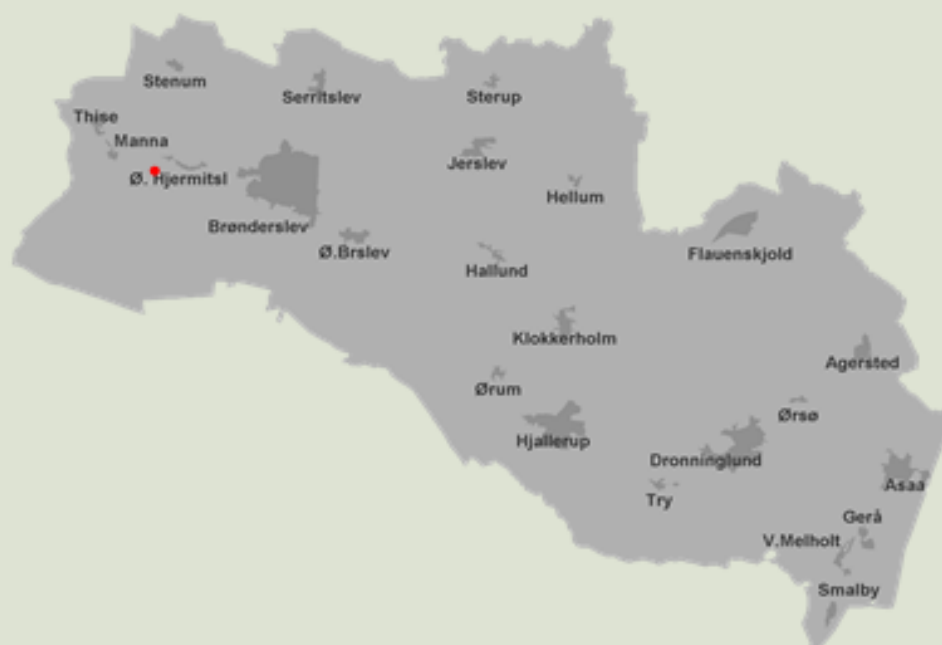 Stenum
Serritslev
Sterup
Thise
Manna
Jerslev
Ø. Hjermitsl
Hellum
Brønderslev
Ø.Brslev
Flauenskjold
Hallund
Klokkerholm
Agersted
Ørum
Ørsø
Hjallerup
Dronninglund
Asaa
Try
Gerå
V.Melholt
Smalby